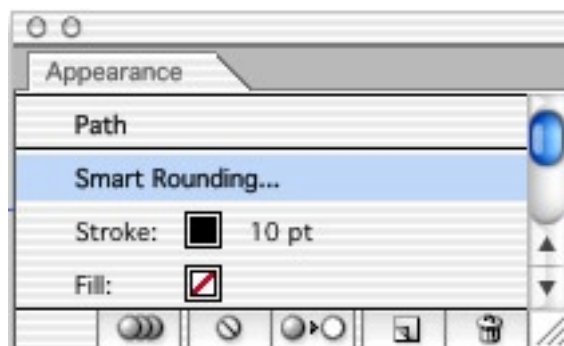 Appearance
Path
Smart Rounding...
Stroke: 10 pt
Fill: